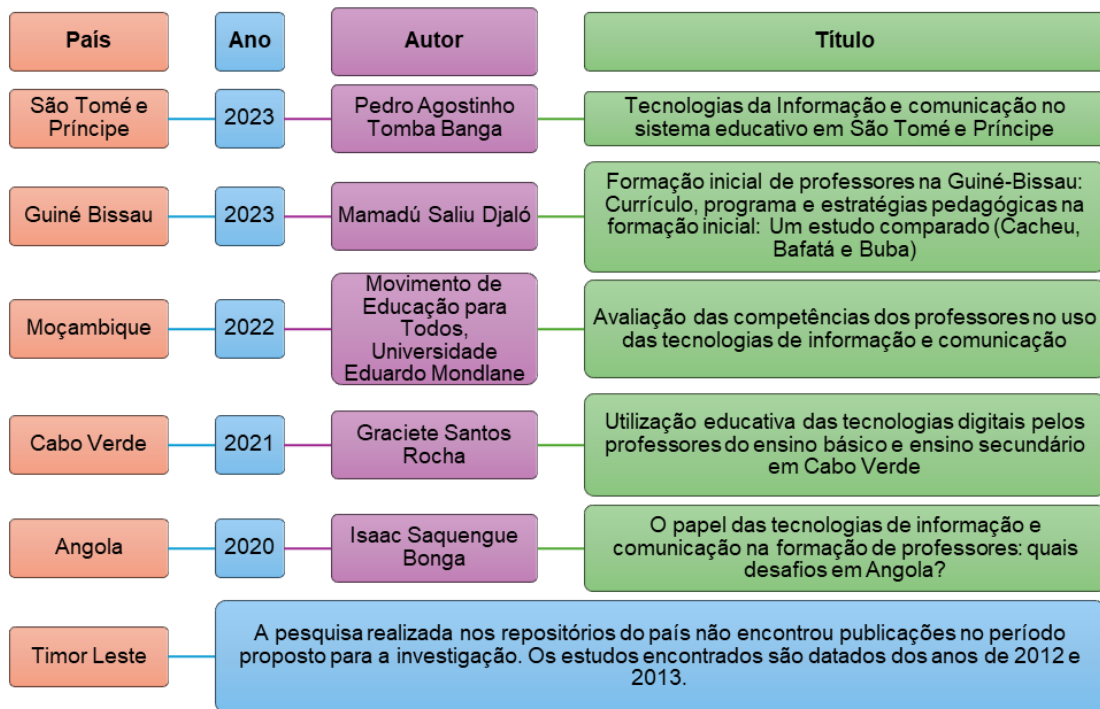 País
Ano
Autor
Título
São Tomé e
Príncipe
2023
Pedro Agostinho
Tomba Banga
Tecnologias da Informação e comunicação no
sistema educativo em São Tomé e Príncipe
Guiné Bissau
2023
Mamadú Saliu Djaló
Formação inicial de professores na Guiné-Bissau:
Currículo, programa e estratégias pedagógicas na
formação inicial: Um estudo comparado (Cacheu,
Bafatá e Buba)
Moçambique
2022
Movimento de
Educação para
Todos,
Universidade
Eduardo Mondlane
Avaliação das competências dos professores no uso
das tecnologias de informação e comunicação
Cabo Verde
2021
Graciete Santos
Rocha
Utilização educativa das tecnologias digitais pelos
professores do ensino básico e ensino secundário
em Cabo Verde
Angola
2020
Isaac Saquengue
Bonga
O papel das tecnologias de informação e
comunicação na formação de professores: quais
desafios em Angola?
Timor Leste
A pesquisa realizada nos repositórios do país não encontrou publicações no período
proposto para a investigação. Os estudos encontrados são datados dos anos de 2012 e
2013.